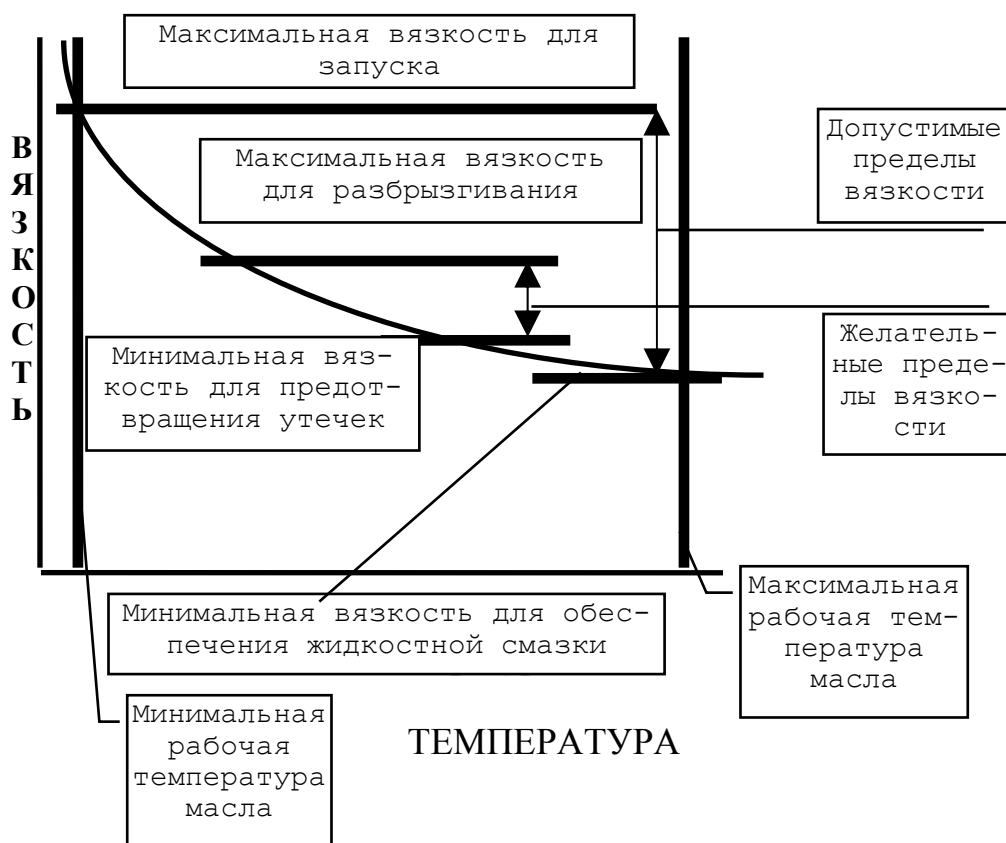 Максимальная вязкость для
запуска
ВЯЗКОСТЬ
Максимальная вязкость
для разбрызгивания
Допустимые
пределы
вязкости
Минимальная вяз-
кость для предот-
вращения утечек
Желатель-
ные преде-
лы вязко-
сти
Минимальная вязкость для обес-
печения жидкостной смазки
Максимальная
рабочая тем-
пература
масла
Минимальная
рабочая
температура
масла
ТЕМПЕРАТУРА